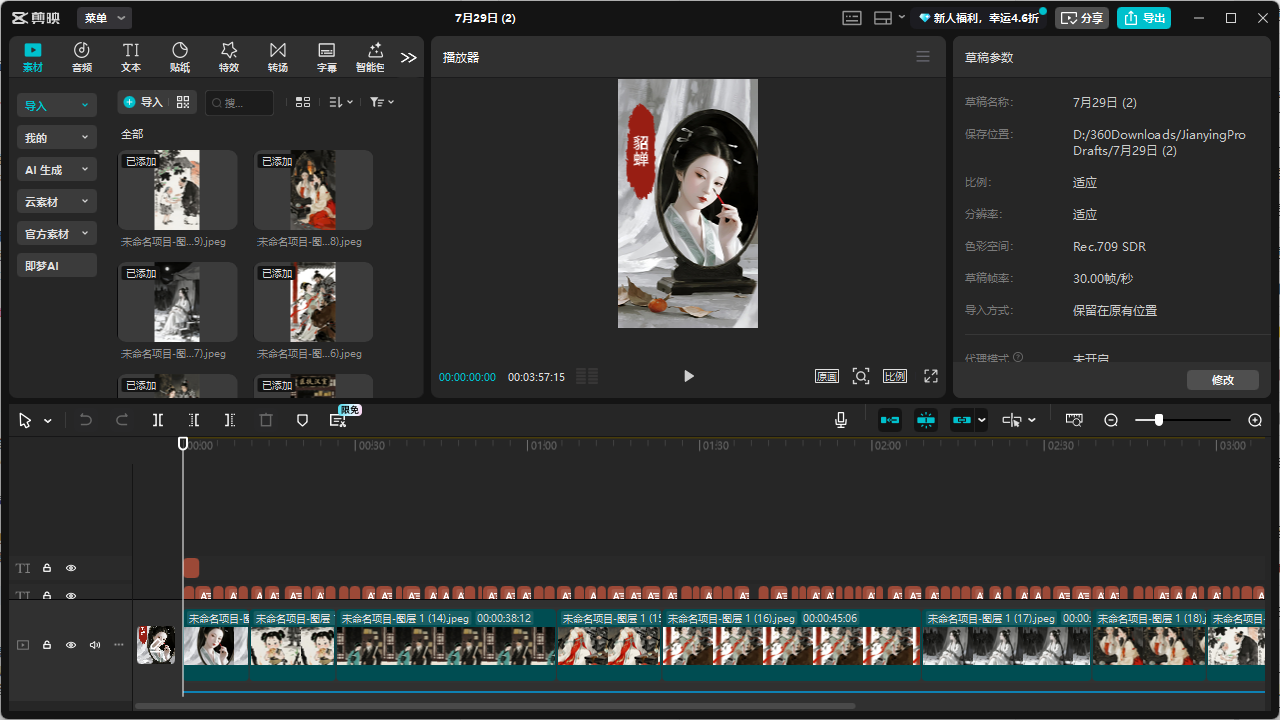 剪映
菜单
7月29日 (2)
新人福利，幸运4.6折
分享
导出
素材
音频
文本
贴纸
特效
转场
字幕
智能包
导入
我的
AI 生成
云素材
官方素材
即梦AI
导入
搜...
全部
已添加
已添加
未命名项目-图...9).jpeg
未命名项目-图...8).jpeg
已添加
已添加
未命名项目-图...7).jpeg
未命名项目-图...6).jpeg
已添加
已添加
播放器
貂蝉
00:00:00:00
00:03:57:15
原画
比例
草稿参数
草稿名称：
7月29日 (2)
保存位置：
D:/360Downloads/JianyingPro
Drafts/7月29日 (2)
比例：
适应
分辨率：
适应
色彩空间：
Rec.709 SDR
草稿帧率：
30.00帧/秒
导入方式：
保留在原有位置
代理模式
未开启
修改
限免
00:00
00:30
01:00
01:30
02:00
02:30
03:00
TI
TI
未命名项目-图
未命名项目-图层
未命名项目-图层 1 (14).jpeg 00:00:38:12
未命名项目-图层 1 (15
未命名项目-图层 1 (16).jpeg 00:00:45:06
未命名项目-图层 1 (17).jpeg 00:00:
未命名项目-图层 1 (18).j
未命名项目-